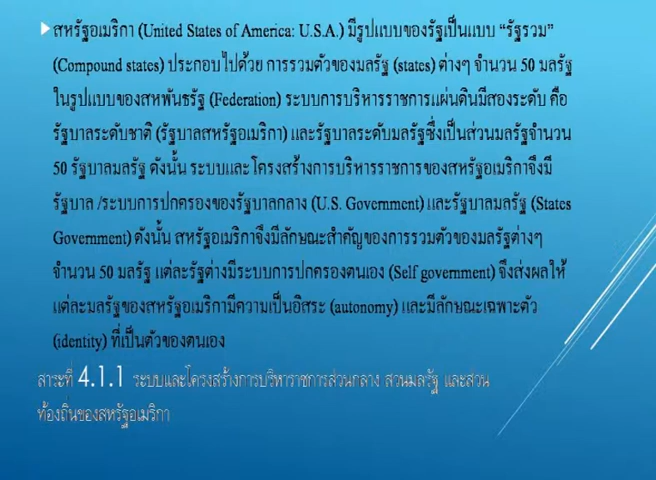 สหรัฐอเมริกา (United States of America: U.S.A.) มีรูปแบบของรัฐเป็นแบบ “รัฐรวม”
(Compound states) ประกอบไปด้วย การรวมตัวของมลรัฐ (states) ต่างๆ จำนวน 50 มลรัฐ
ในรูปแบบของสหพันธรัฐ (Federation) ระบบการบริหารราชการแผ่นดินมีสองระดับ คือ
รัฐบาลระดับชาติ (รัฐบาลสหรัฐอเมริกา) และรัฐบาลระดับมลรัฐซึ่งเป็นส่วนมลรัฐจำนวน
50 รัฐบาลมลรัฐ ดังนั้น ระบบและโครงสร้างการบริหารราชการของสหรัฐอเมริกาจึงมี
รัฐบาล /ระบบการปกครองของรัฐบาลกลาง (U.S. Government) และรัฐบาลมลรัฐ (States
Government) ดังนั้น สหรัฐอเมริกาจึงมีลักษณะสำคัญของการรวมตัวของมลรัฐต่างๆ
จำนวน 50 มลรัฐ แต่ละรัฐต่างมีระบบการปกครองตนเอง (Self government) จึงส่งผลให้
แต่ละมลรัฐของสหรัฐอเมริกามีความเป็นอิสระ (autonomy) และมีลักษณะเฉพาะตัว
(identity) ที่เป็นตัวของตนเอง
สาระที่ 4.1.1 ระบบและโครงสร้างการบริหาราชการส่วนกลาง สวนมลรัฐ และสวน
ท้องถิ่นของสหรัฐอเมริกา